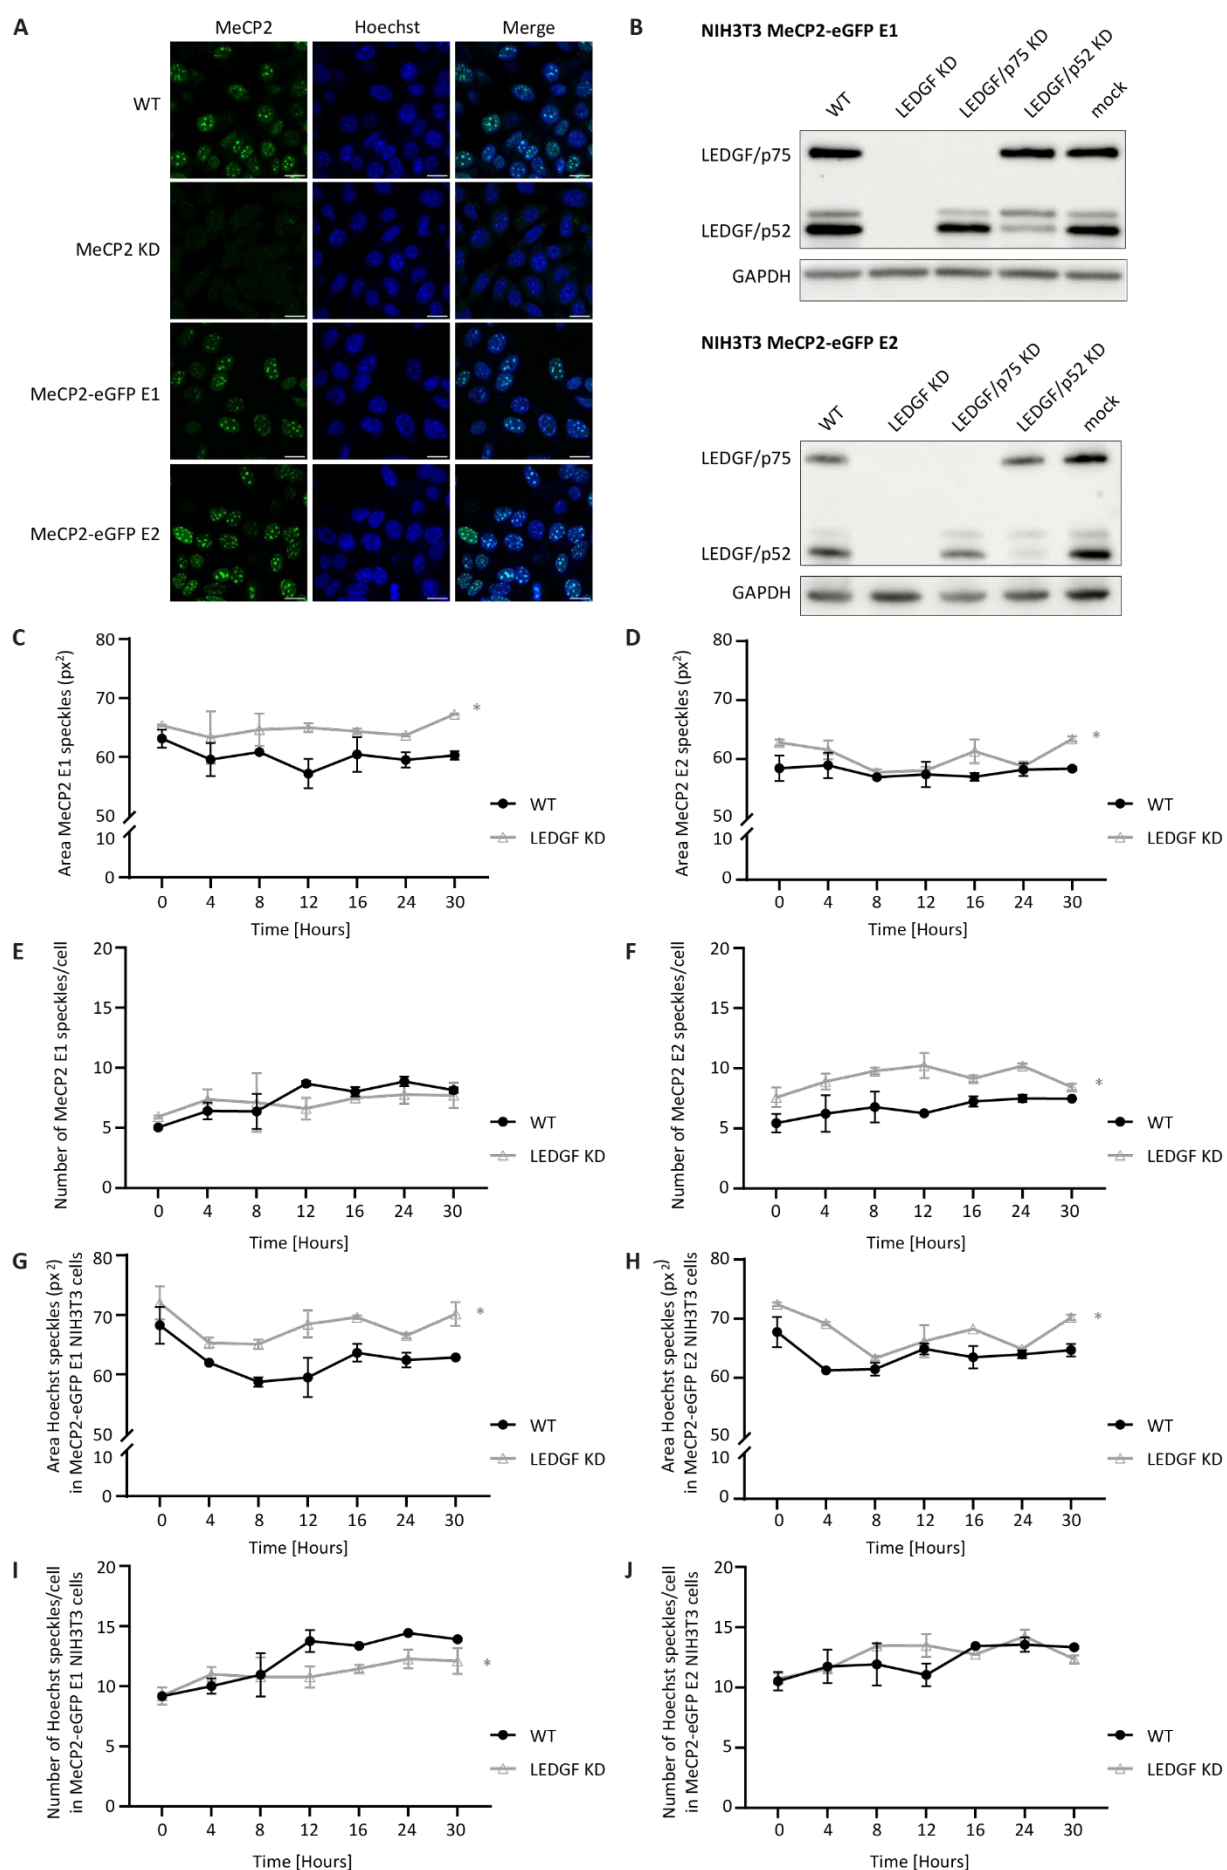 A
MeCP2 Hoechst Merge
WT
MeCP2 KD
MeCP2-eGFP E1
MeCP2-eGFP E2
B
NIH3T3 MeCP2-eGFP E1
WT LEDGF KD LEDGF/p75 KD LEDGF/p52 KD mock
LEDGF/p75
LEDGF/p52
GAPDH
NIH3T3 MeCP2-eGFP E2
WT LEDGF KD LEDGF/p75 KD LEDGF/p52 KD mock
LEDGF/p75
LEDGF/p52
GAPDH
C
Area MeCP2 E1 speckles (px²)
80
70
60
50
10
0
*
WT
LEDGF KD
0 4 8 12 16 24 30
Time [Hours]
D
Area MeCP2 E2 speckles (px²)
80
70
60
50
10
0
*
WT
LEDGF KD
0 4 8 12 16 24 30
Time [Hours]
E
Number of MeCP2 E1 speckles/cell
20
15
10
5
0
WT
LEDGF KD
0 4 8 12 16 24 30
Time [Hours]
F
Number of MeCP2 E2 speckles/cell
20
15
10
5
0
*
WT
LEDGF KD
0 4 8 12 16 24 30
Time [Hours]
G
Area Hoechst speckles (px²)
in MeCP2-eGFP E1 NIH3T3 cells
80
70
60
50
10
0
*
WT
LEDGF KD
0 4 8 12 16 24 30
Time [Hours]
H
Area Hoechst speckles (px²)
in MeCP2-eGFP E2 NIH3T3 cells
80
70
60
50
10
0
*
WT
LEDGF KD
0 4 8 12 16 24 30
Time [Hours]
I
Number of Hoechst speckles/cell
in MeCP2-eGFP E1 NIH3T3 cells
20
15
10
5
0
*
WT
LEDGF KD
0 4 8 12 16 24 30
Time [Hours]
J
Number of Hoechst speckles/cell
in MeCP2-eGFP E2 NIH3T3 cells
20
15
10
5
0
WT
LEDGF KD
0 4 8 12 16 24 30
Time [Hours]